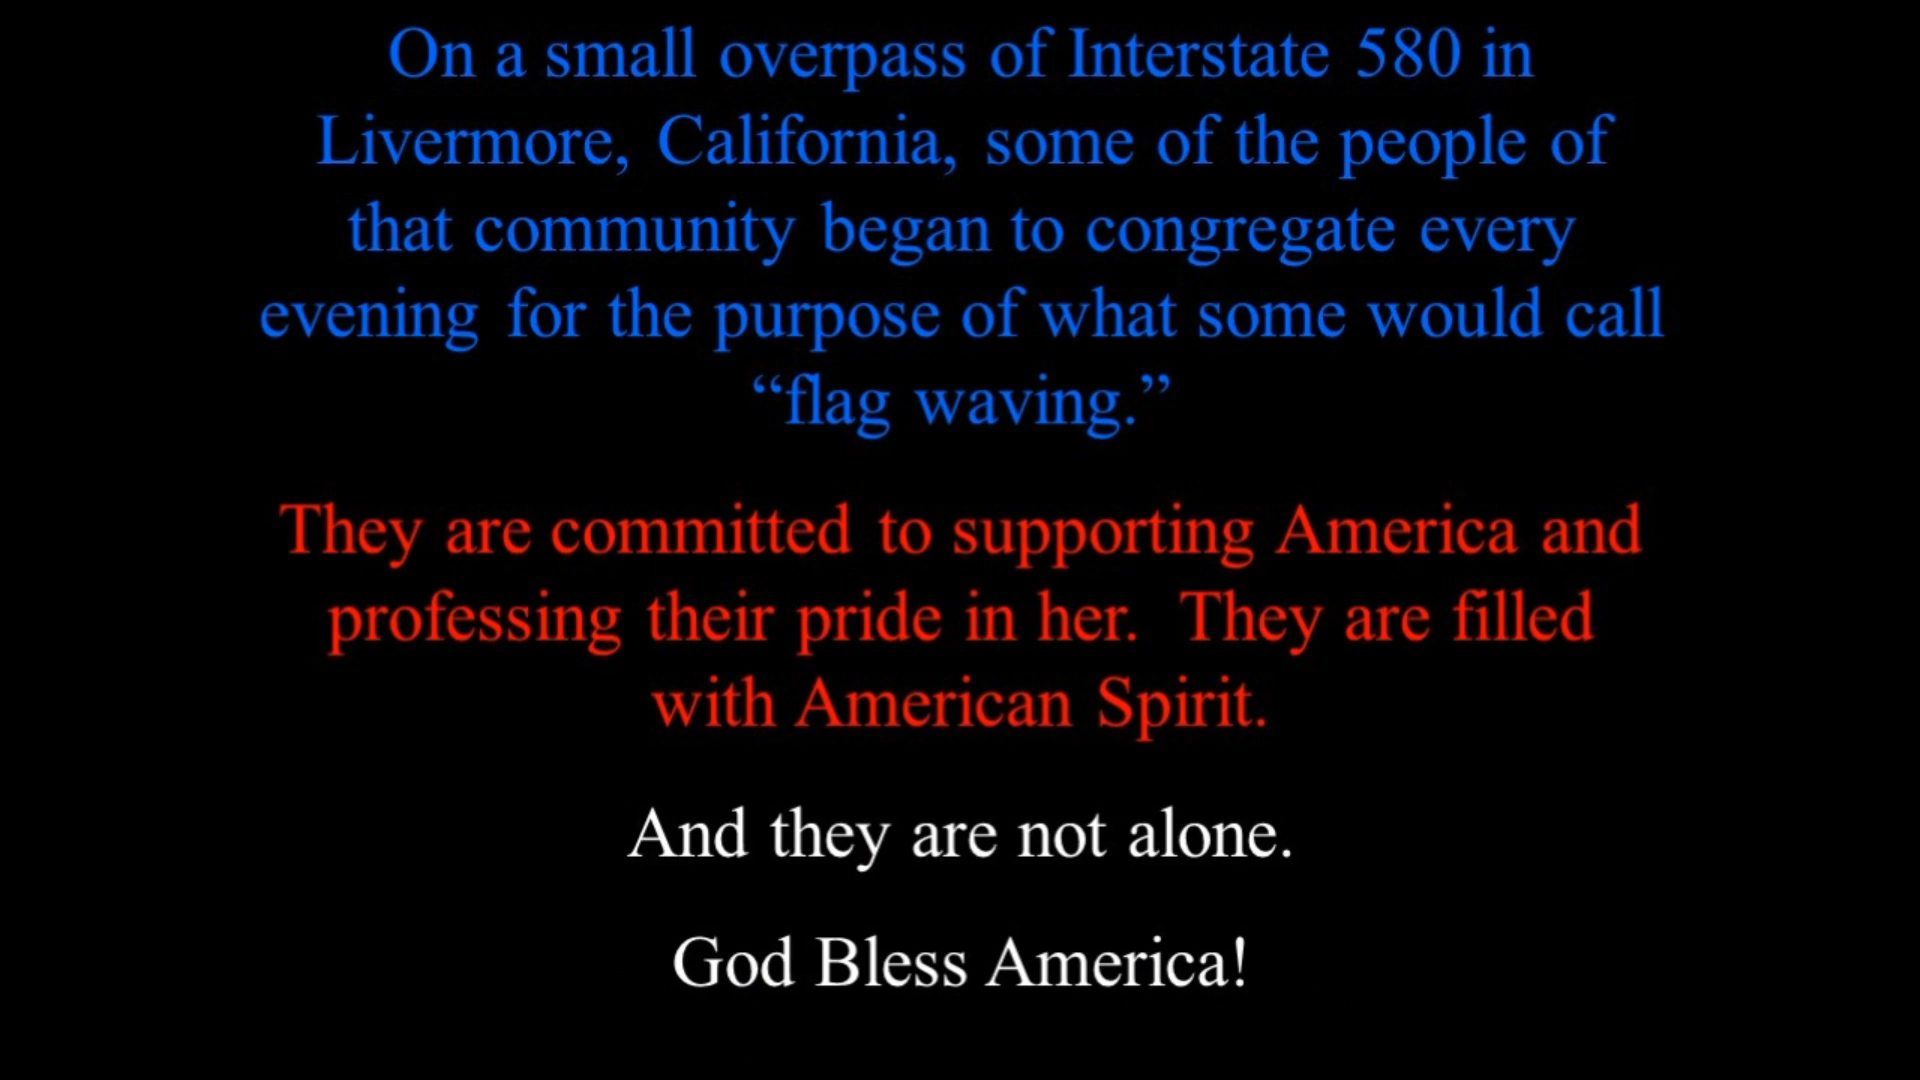 On a small overpass of Interstate 580 in
Livermore, California, some of the people of
that community began to congregate every
evening for the purpose of what some would call
“flag waving.”
They are committed to supporting America and
professing their pride in her.  They are filled
with American Spirit.
And they are not alone.
God Bless America!